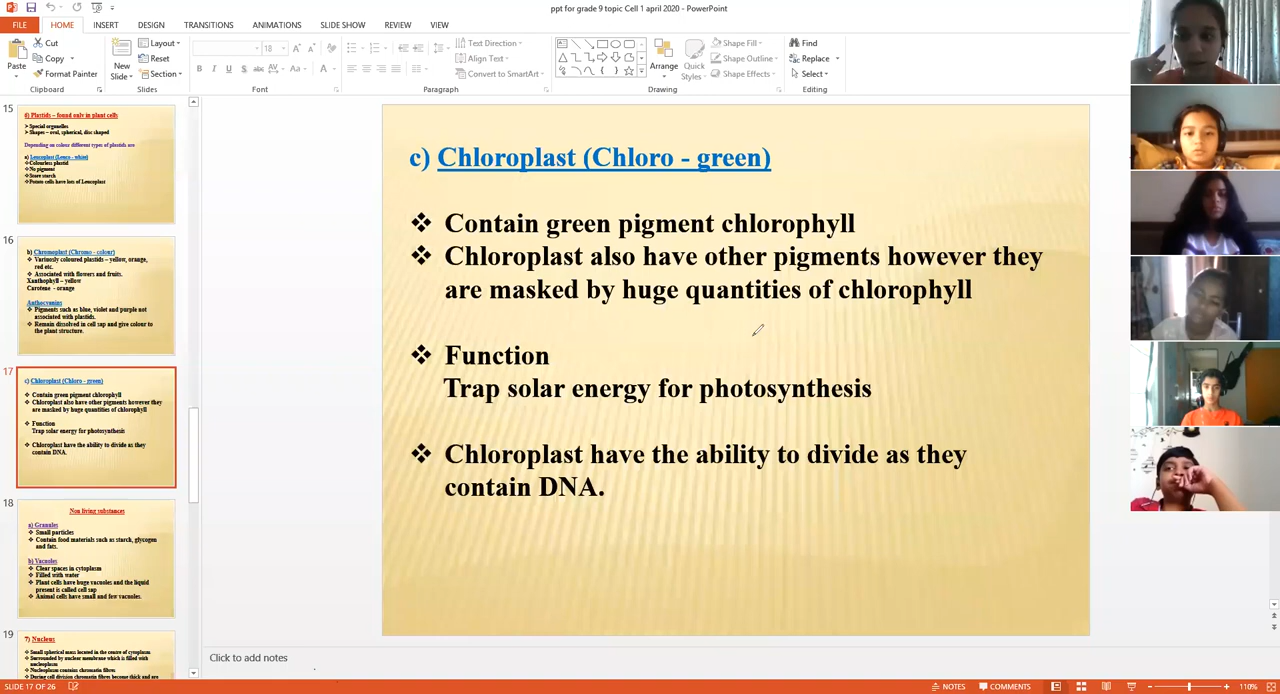 ppt for grade 9 topic Cell 1 april 2020 - PowerPoint
FILE HOME INSERT DESIGN TRANSITIONS ANIMATIONS SLIDE SHOW REVIEW VIEW
Paste
Cut
Copy
Format Painter
Clipboard
New
Slide
Layout
Reset
Section
Slides
18
B I U S abc AV Aa A
Font
Text Direction
Align Text
Convert to SmartArt
Paragraph
Arrange
Quick
Styles
Shape Fill
Shape Outline
Shape Effects
Drawing
Find
Replace
Select
Editing
15
6) Plastids – found only in plant cells
Special organelles
Shapes – oval, spherical, disc shaped
Depending on colour different types of plastids are
a) Leucoplast (Leuco - white)
Colourless plastid
No pigment
Store starch
Potato cells have lots of Leucoplast
16
b) Chromoplast (Chromo - colour)
Variously coloured plastids – yellow, orange,
red etc.
Associated with flowers and fruits.
Xanthophyll – yellow
Carotene - orange
Anthocyanins
Pigments such as blue, violet and purple not
associated with plastids.
Remain dissolved in cell sap and give colour to
the plant structure.
17
c) Chloroplast (Chloro - green)
Contain green pigment chlorophyll
Chloroplast also have other pigments however they
are masked by huge quantities of chlorophyll
Function
Trap solar energy for photosynthesis
Chloroplast have the ability to divide as they
contain DNA.
18
Non living substances
a) Granules
Small particles
Contain food materials such as starch, glycogen
and fats.
b) Vacuoles
Clear spaces in cytoplasm
Filled with water
Plant cells have huge vacuoles and the liquid
present is called cell sap
Animal cells have small and few vacuoles.
19
7) Nucleus
Small spherical mass located in the centre of cytoplasm
Surrounded by nuclear membrane which is filled with
nucleoplasm
Nucleoplasm contains chromatin fibres
During cell division chromatin fibres become thick and are
c) Chloroplast (Chloro - green)
❖ Contain green pigment chlorophyll
❖ Chloroplast also have other pigments however they
are masked by huge quantities of chlorophyll
❖ Function
Trap solar energy for photosynthesis
❖ Chloroplast have the ability to divide as they
contain DNA.
Click to add notes
SLIDE 17 OF 26
NOTES
COMMENTS
110%